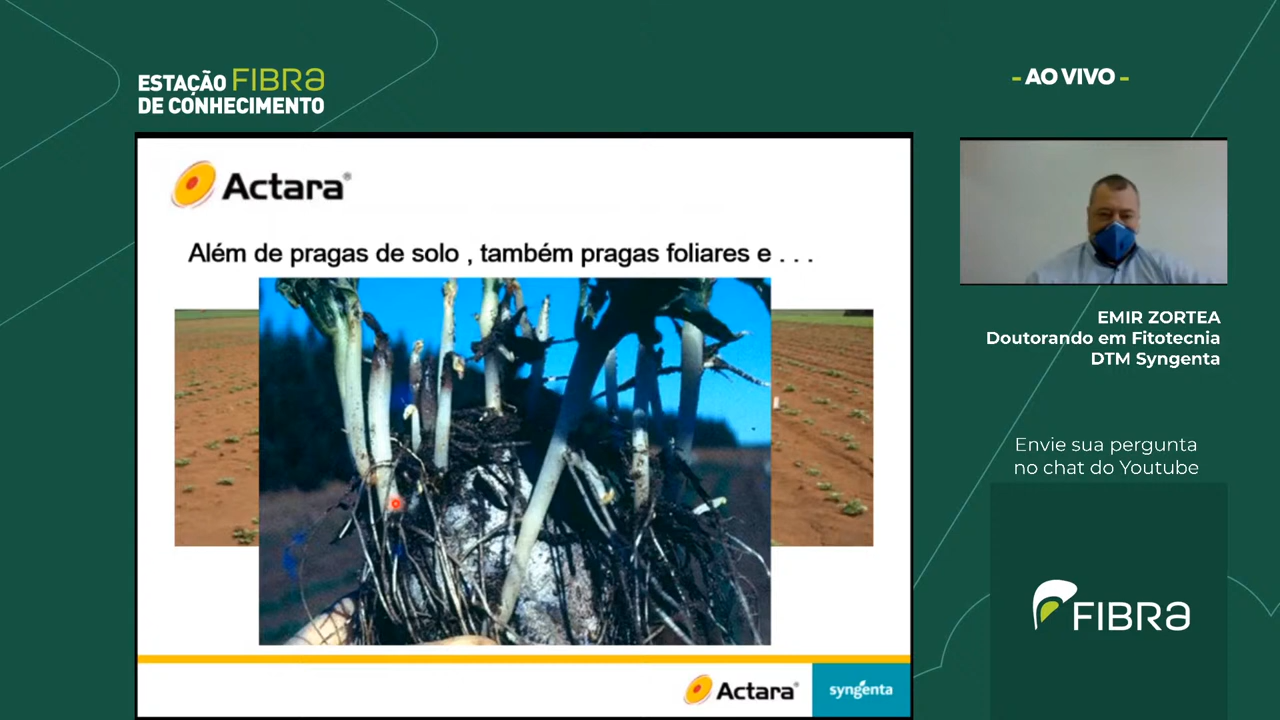 ESTAÇÃO FIBRA
DE CONHECIMENTO
- AO VIVO -
Actara®
Além de pragas de solo , também pragas foliares e . . .
EMIR ZORTEA
Doutorando em Fitotecnia
DTM Syngenta
Envie sua pergunta
no chat do Youtube
FIBRA
Actara®
syngenta